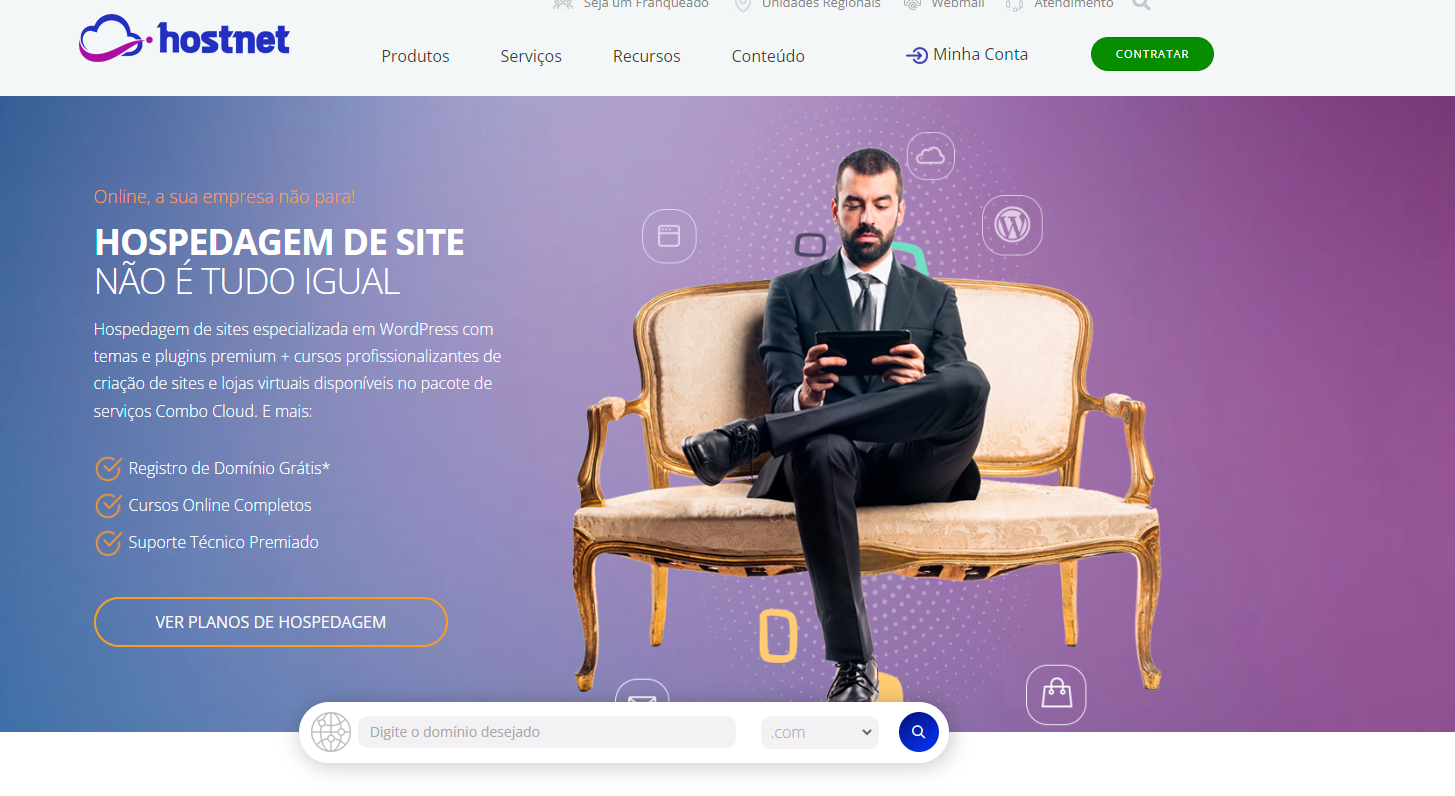 Seja um Franqueado Unidades Regionais Webmail Atendimento
hostnet
Produtos Serviços Recursos Conteúdo Minha Conta CONTRATAR
Online, a sua empresa não para!
HOSPEDAGEM DE SITE
NÃO É TUDO IGUAL
Hospedagem de sites especializada em WordPress com
temas e plugins premium + cursos profissionalizantes de
criação de sites e lojas virtuais disponíveis no pacote de
serviços Combo Cloud. E mais:
Registro de Domínio Grátis*
Cursos Online Completos
Suporte Técnico Premiado
VER PLANOS DE HOSPEDAGEM
Digite o domínio desejado .com